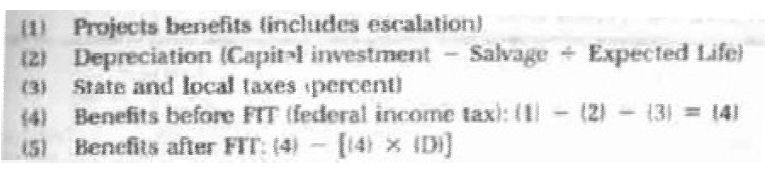 (1) Projects benefits (includes escalation)
(2) Depreciation (Capital investment − Salvage ÷ Expected Life)
(3) State and local taxes (percent)
(4) Benefits before FIT (federal income tax): (1) − (2) − (3) = (4)
(5) Benefits after FIT: (4) − [(4) × (D)]